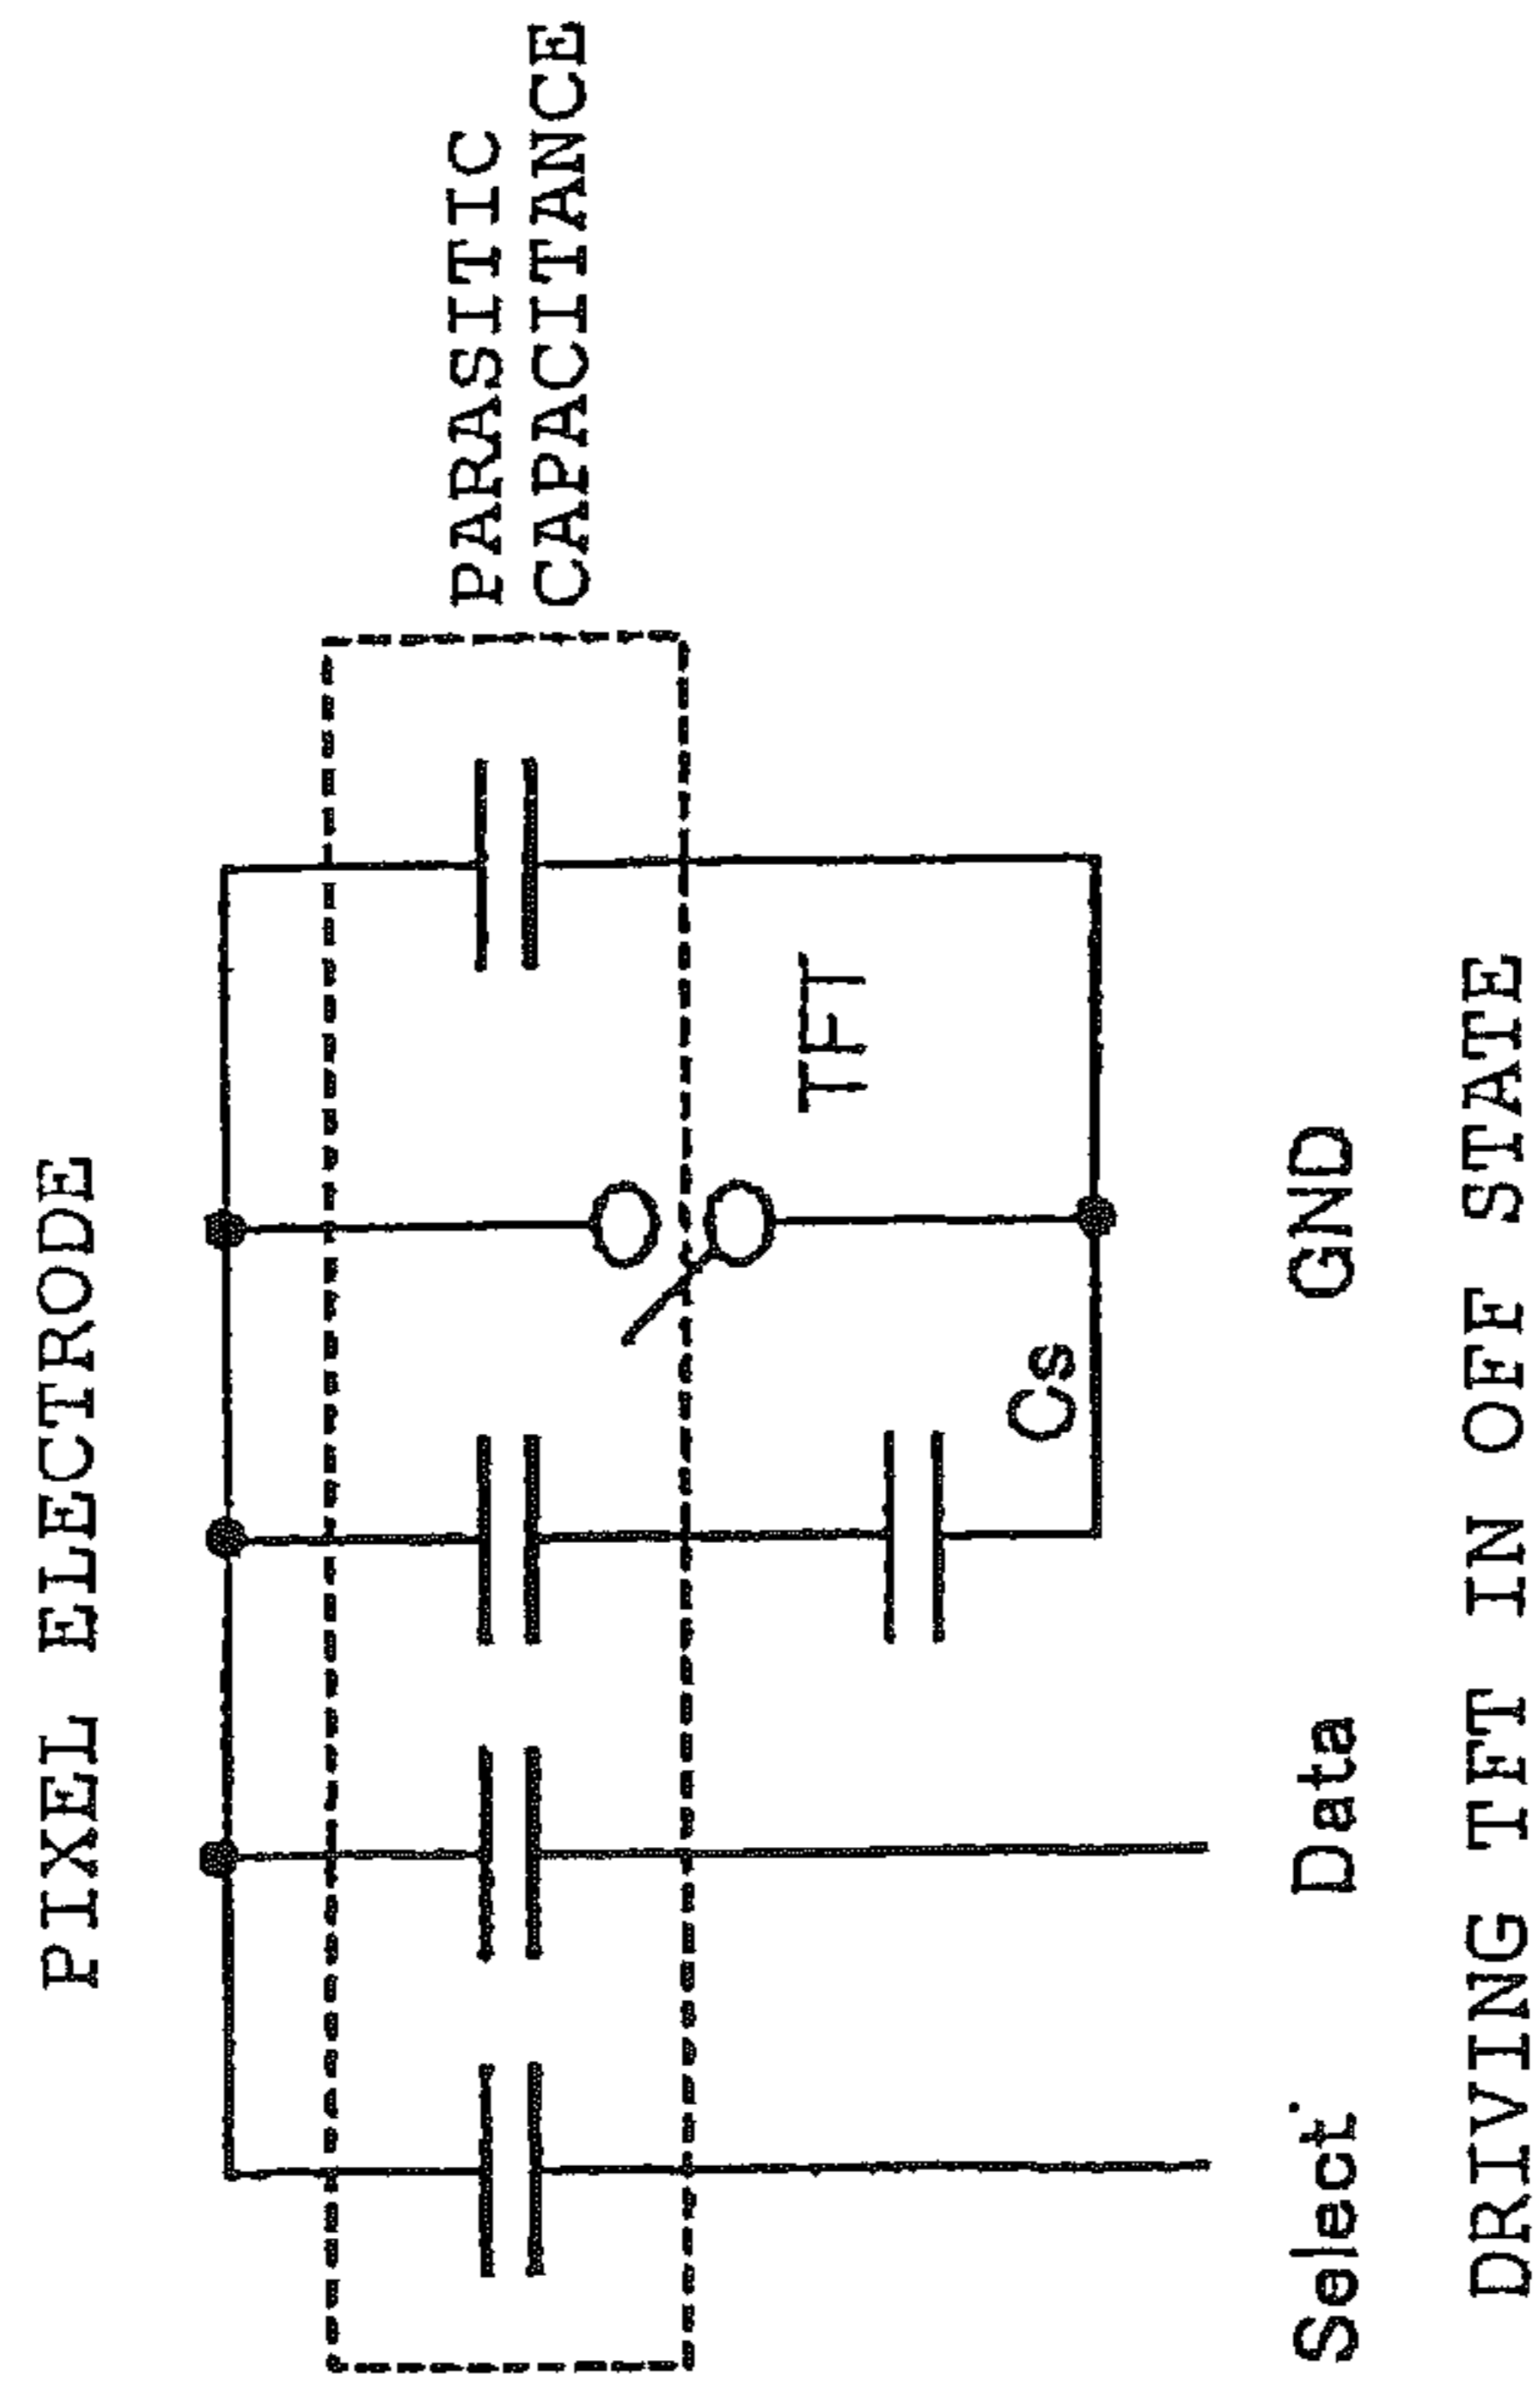 PIXEL ELECTRODE
PARASITIC
CAPACITANCE
TFT
Cs
Select
Data
GND
DRIVING TFT IN OFF STATE